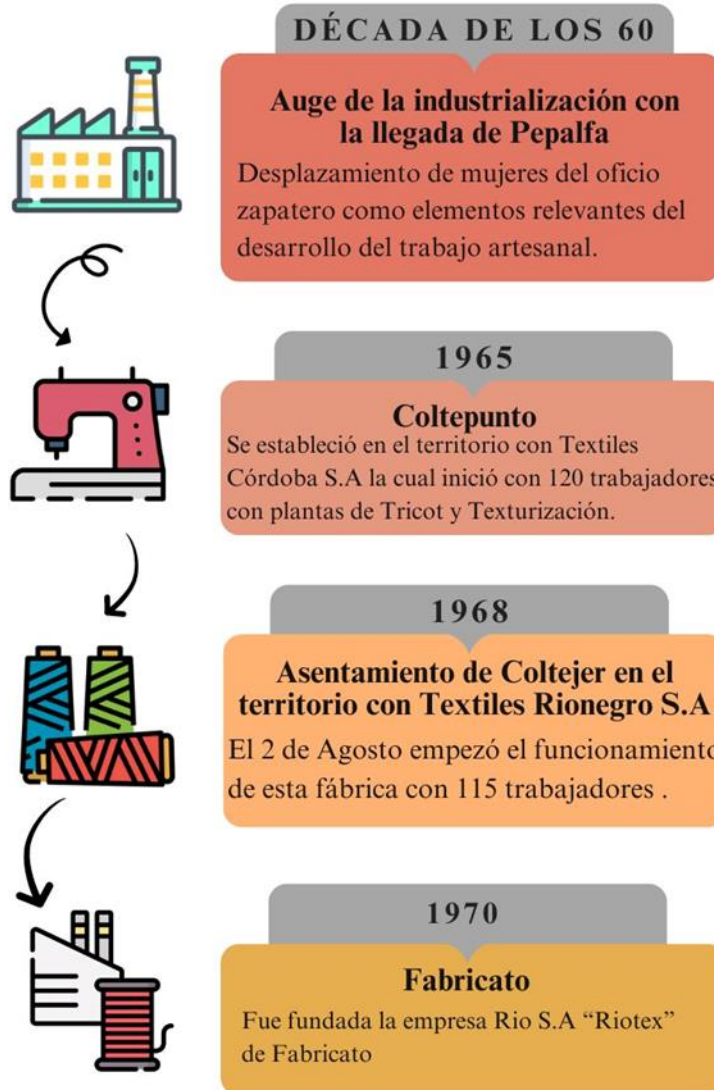 DÉCADA DE LOS 60
Auge de la industrialización con
la llegada de Pepalfa
Desplazamiento de mujeres del oficio
zapatero como elementos relevantes del
desarrollo del trabajo artesanal.
1965
Coltepunto
Se estableció en el territorio con Textiles
Córdoba S.A la cual inició con 120 trabajadores
con plantas de Tricot y Texturización.
1968
Asentamiento de Coltejer en el
territorio con Textiles Rionegro S.A
El 2 de Agosto empezó el funcionamiento
de esta fábrica con 115 trabajadores .
1970
Fabricato
Fue fundada la empresa Rio S.A “Riotex”
de Fabricato